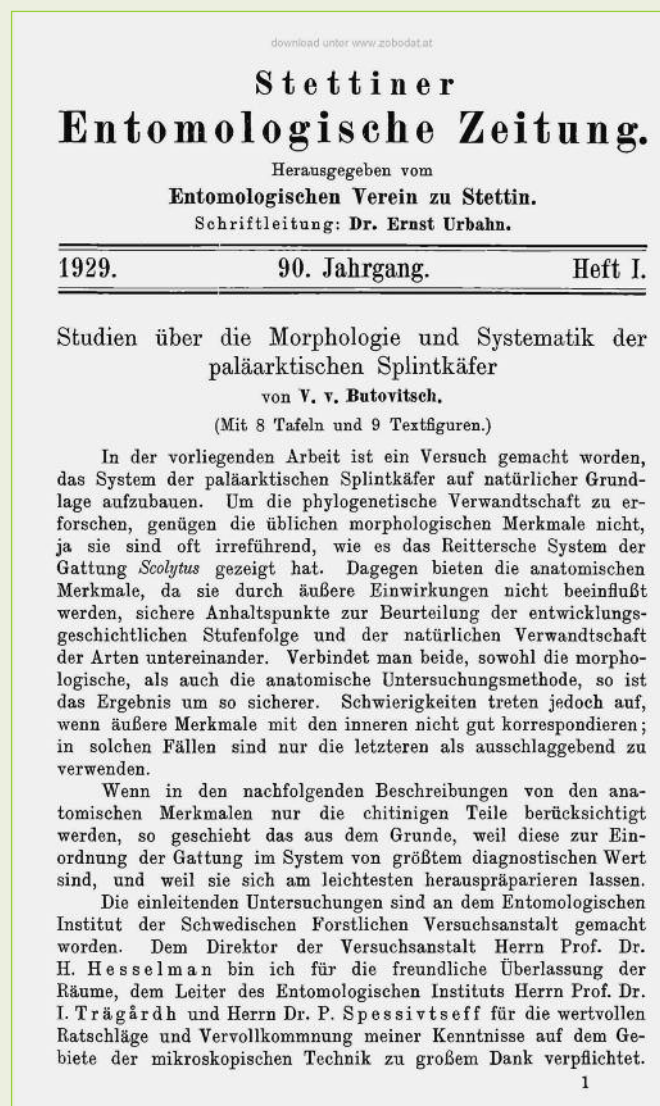 download unter www.zobodat.at
Stettiner
Entomologische Zeitung.
Herausgegeben vom
Entomologischen Verein zu Stettin.
Schriftleitung: Dr. Ernst Urbahn.
1929. 90. Jahrgang. Heft I.
Studien über die Morphologie und Systematik der
paläarktischen Splintkäfer
von V. v. Butovitsch.
(Mit 8 Tafeln und 9 Textfiguren.)
In der vorliegenden Arbeit ist ein Versuch gemacht worden,
das System der paläarktischen Splintkäfer auf natürlicher Grund-
lage aufzubauen. Um die phylogenetische Verwandtschaft zu er-
forschen, genügen die üblichen morphologischen Merkmale nicht,
ja sie sind oft irreführend, wie es das Reittersche System der
Gattung Scolytus gezeigt hat. Dagegen bieten die anatomischen
Merkmale, da sie durch äußere Einwirkungen nicht beeinflußt
werden, sichere Anhaltspunkte zur Beurteilung der entwicklungs-
geschichtlichen Stufenfolge und der natürlichen Verwandtschaft
der Arten untereinander. Verbindet man beide, sowohl die morpho-
logische, als auch die anatomische Untersuchungsmethode, so ist
das Ergebnis um so sicherer. Schwierigkeiten treten jedoch auf,
wenn äußere Merkmale mit den inneren nicht gut korrespondieren;
in solchen Fällen sind nur die letzteren als ausschlaggebend zu
verwenden.
Wenn in den nachfolgenden Beschreibungen von den ana-
tomischen Merkmalen nur die chitinigen Teile berücksichtigt
werden, so geschieht das aus dem Grunde, weil diese zur Ein-
ordnung der Gattung im System von größtem diagnostischen Wert
sind, und weil sie sich am leichtesten herauspräparieren lassen.
Die einleitenden Untersuchungen sind an dem Entomologischen
Institut der Schwedischen Forstlichen Versuchsanstalt gemacht
worden. Dem Direktor der Versuchsanstalt Herrn Prof. Dr.
H. Hesselman bin ich für die freundliche Überlassung der
Räume, dem Leiter des Entomologischen Instituts Herrn Prof. Dr.
I. Trägårdh und Herrn Dr. P. Spessivtseff für die wertvollen
Ratschläge und Vervollkommnung meiner Kenntnisse auf dem Ge-
biete der mikroskopischen Technik zu großem Dank verpflichtet.
1